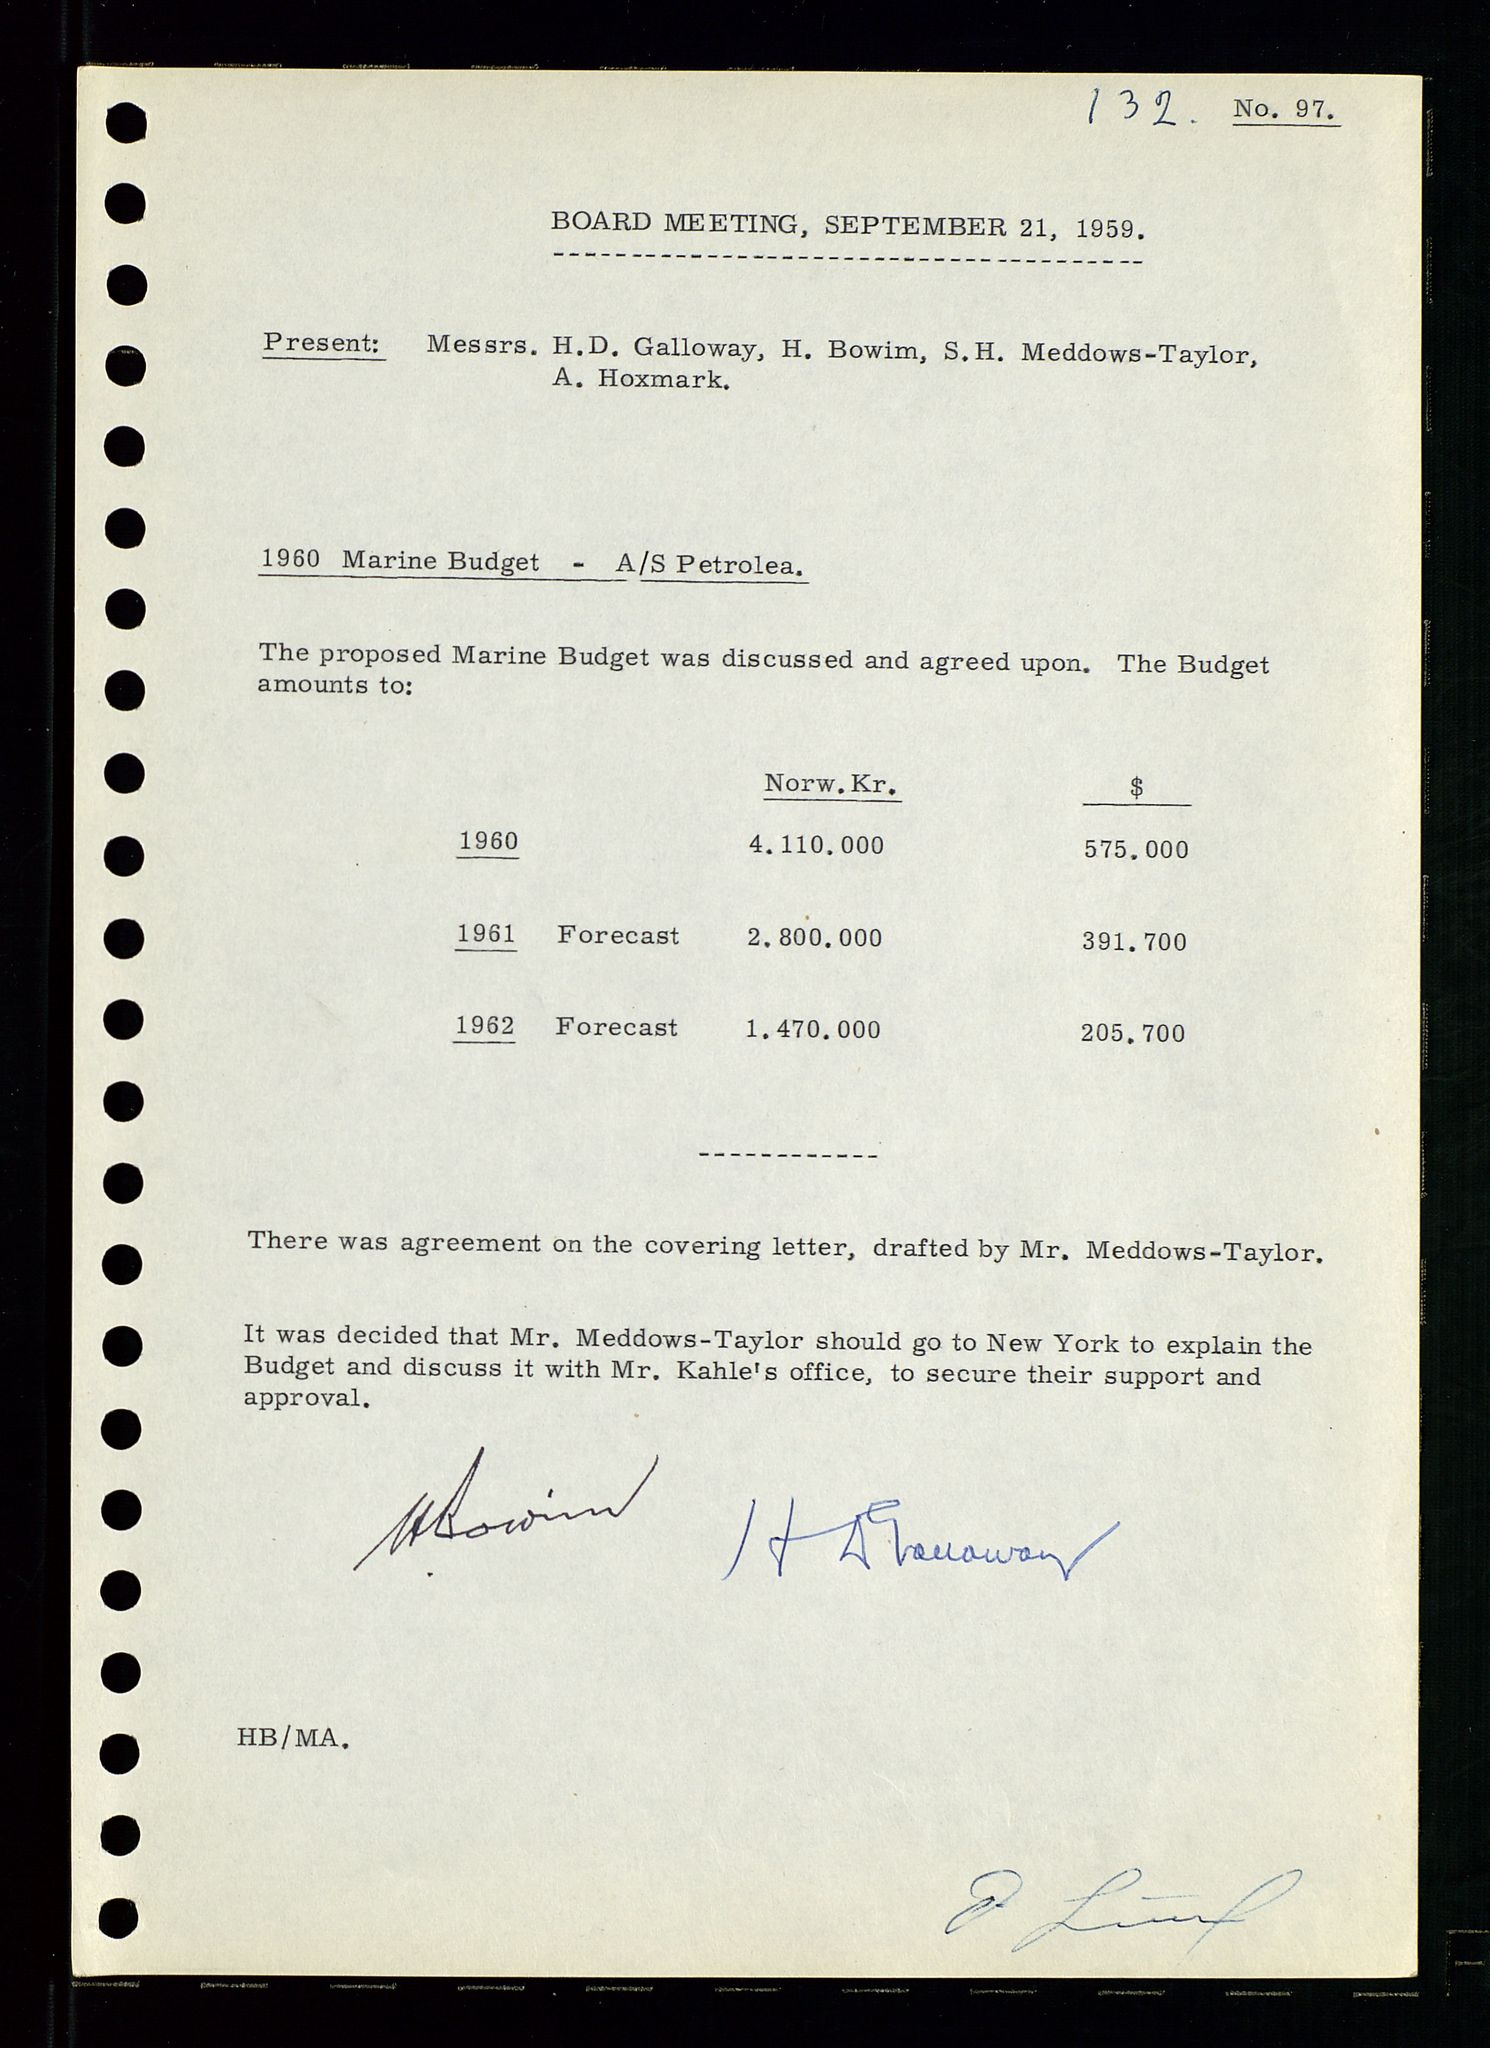 132. No. 97.
BOARD MEETING, SEPTEMBER 21, 1959.
Present: Messrs. H.D. Galloway, H. Bowim, S.H. Meddows-Taylor,
A. Hoxmark.
1960 Marine Budget - A/S Petrolea.
The proposed Marine Budget was discussed and agreed upon. The Budget
amounts to:
Norw.Kr. $
1960 4.110.000 575.000
1961 Forecast 2.800.000 391.700
1962 Forecast 1.470.000 205.700
There was agreement on the covering letter, drafted by Mr. Meddows-Taylor.
It was decided that Mr. Meddows-Taylor should go to New York to explain the
Budget and discuss it with Mr. Kahle's office, to secure their support and
approval.
HBowim HDGalloway
HB/MA.